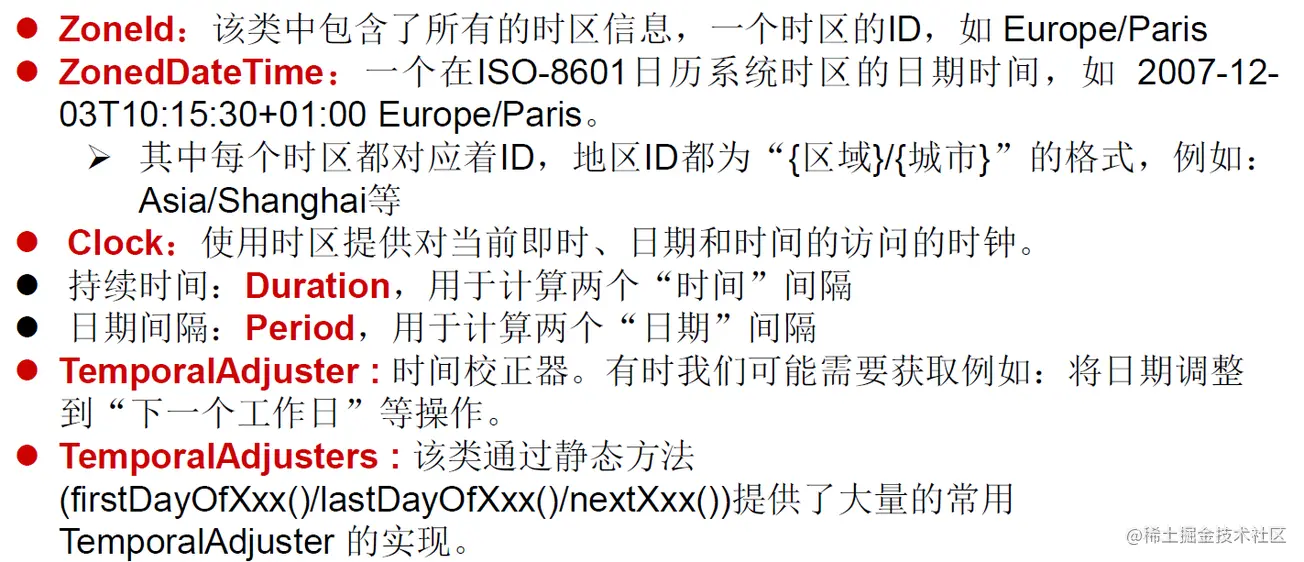 ● ZoneId：该类中包含了所有的时区信息，一个时区的ID，如 Europe/Paris
● ZonedDateTime：一个在ISO-8601日历系统时区的日期时间，如 2007-12-
03T10:15:30+01:00 Europe/Paris。
➢ 其中每个时区都对应着ID，地区ID都为“{区域}/{城市}”的格式，例如：
Asia/Shanghai等
● Clock：使用时区提供对当前即时、日期和时间的访问的时钟。
● 持续时间：Duration，用于计算两个“时间”间隔
● 日期间隔：Period，用于计算两个“日期”间隔
● TemporalAdjuster : 时间校正器。有时我们可能需要获取例如：将日期调整
到“下一个工作日”等操作。
● TemporalAdjusters : 该类通过静态方法
(firstDayOfXxx()/lastDayOfXxx()/nextXxx())提供了大量的常用
TemporalAdjuster 的实现。
@稀土掘金技术社区